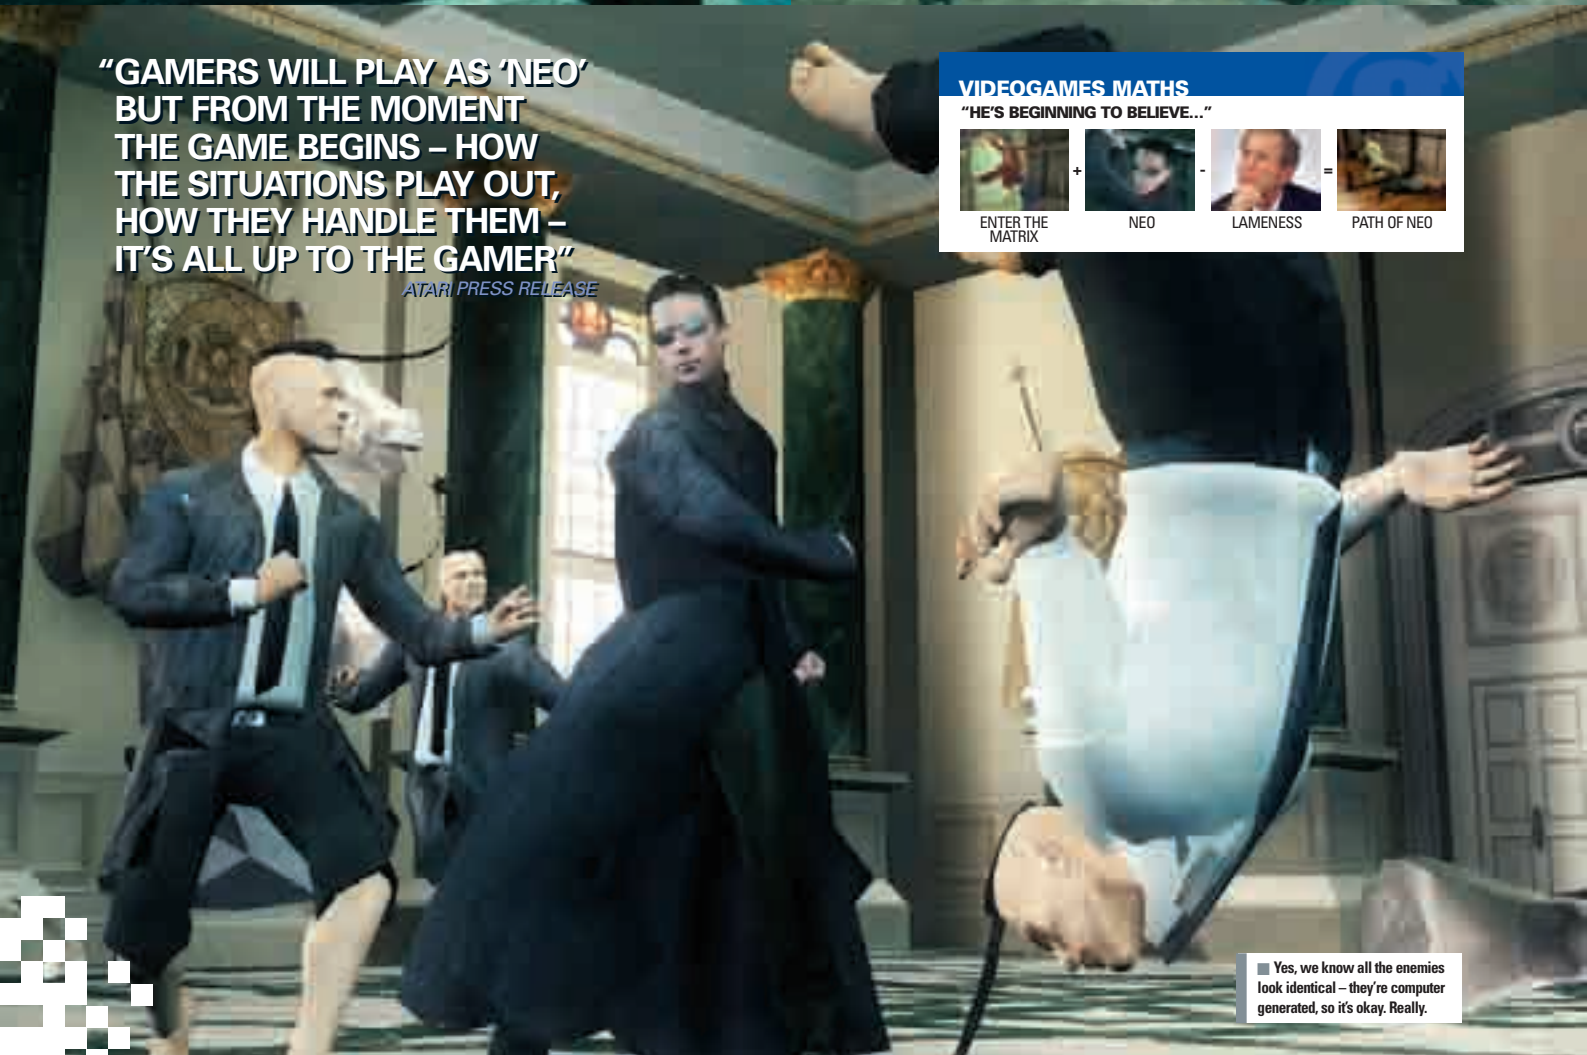 “GAMERS WILL PLAY AS ‘NEO’
BUT FROM THE MOMENT
THE GAME BEGINS – HOW
THE SITUATIONS PLAY OUT,
HOW THEY HANDLE THEM –
IT’S ALL UP TO THE GAMER”
ATARI PRESS RELEASE
VIDEOGAMES MATHS
“HE’S BEGINNING TO BELIEVE...”
+ - =
ENTER THE
MATRIX
NEO
LAMENESS
PATH OF NEO
Yes, we know all the enemies
look identical – they’re computer
generated, so it’s okay. Really.